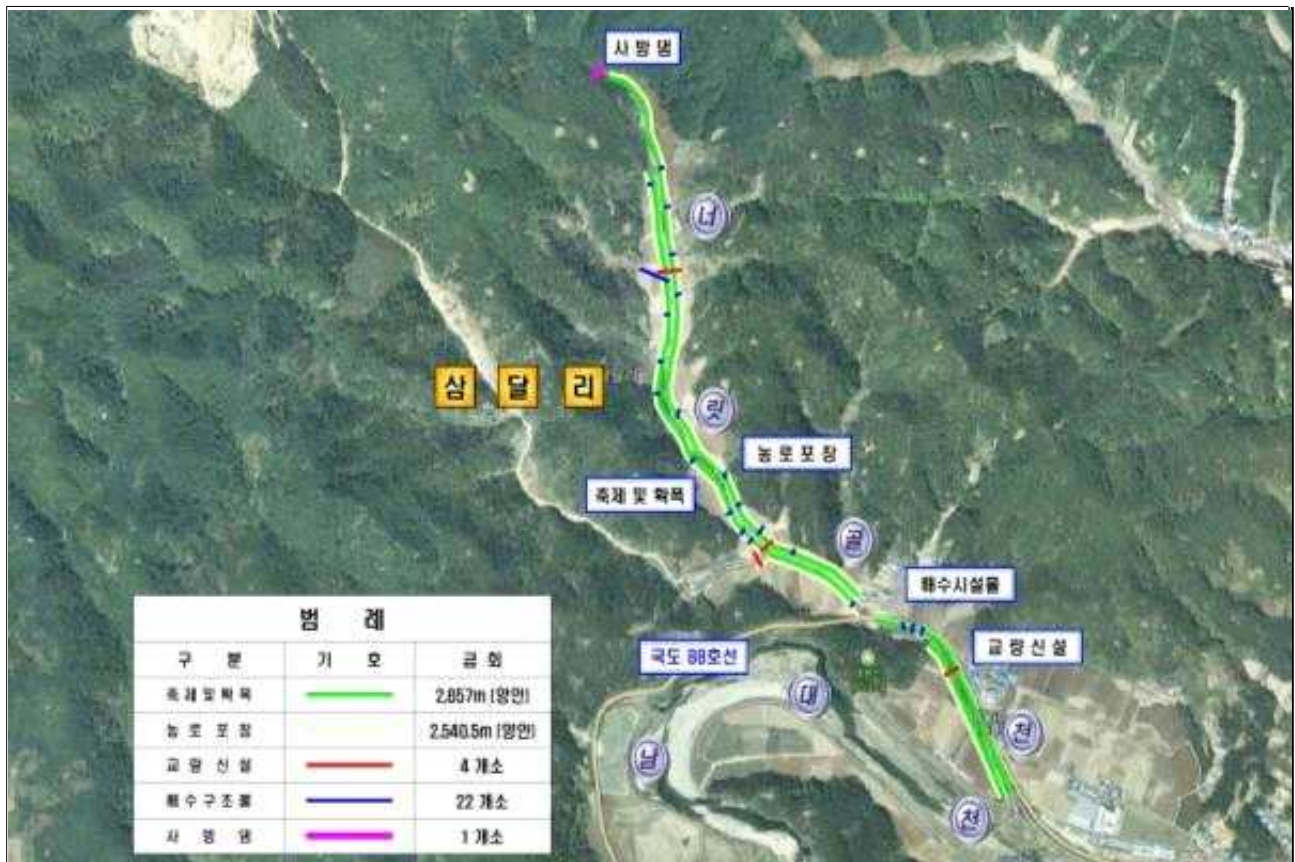 사 방 댐
너
삼 달 리
릿
농 로 포 장
축제 및 확폭
골
배수시설물
교 량 신 설
국도 88호선
대
천
남
천
범 례
구 분 기 호 금 회
축 제 및 확 폭 2,857m (양안)
농 로 포 장 2,540.5m (양안)
교 량 신 설 4 개소
배 수 구 조 물 22 개소
사 방 댐 1 개소